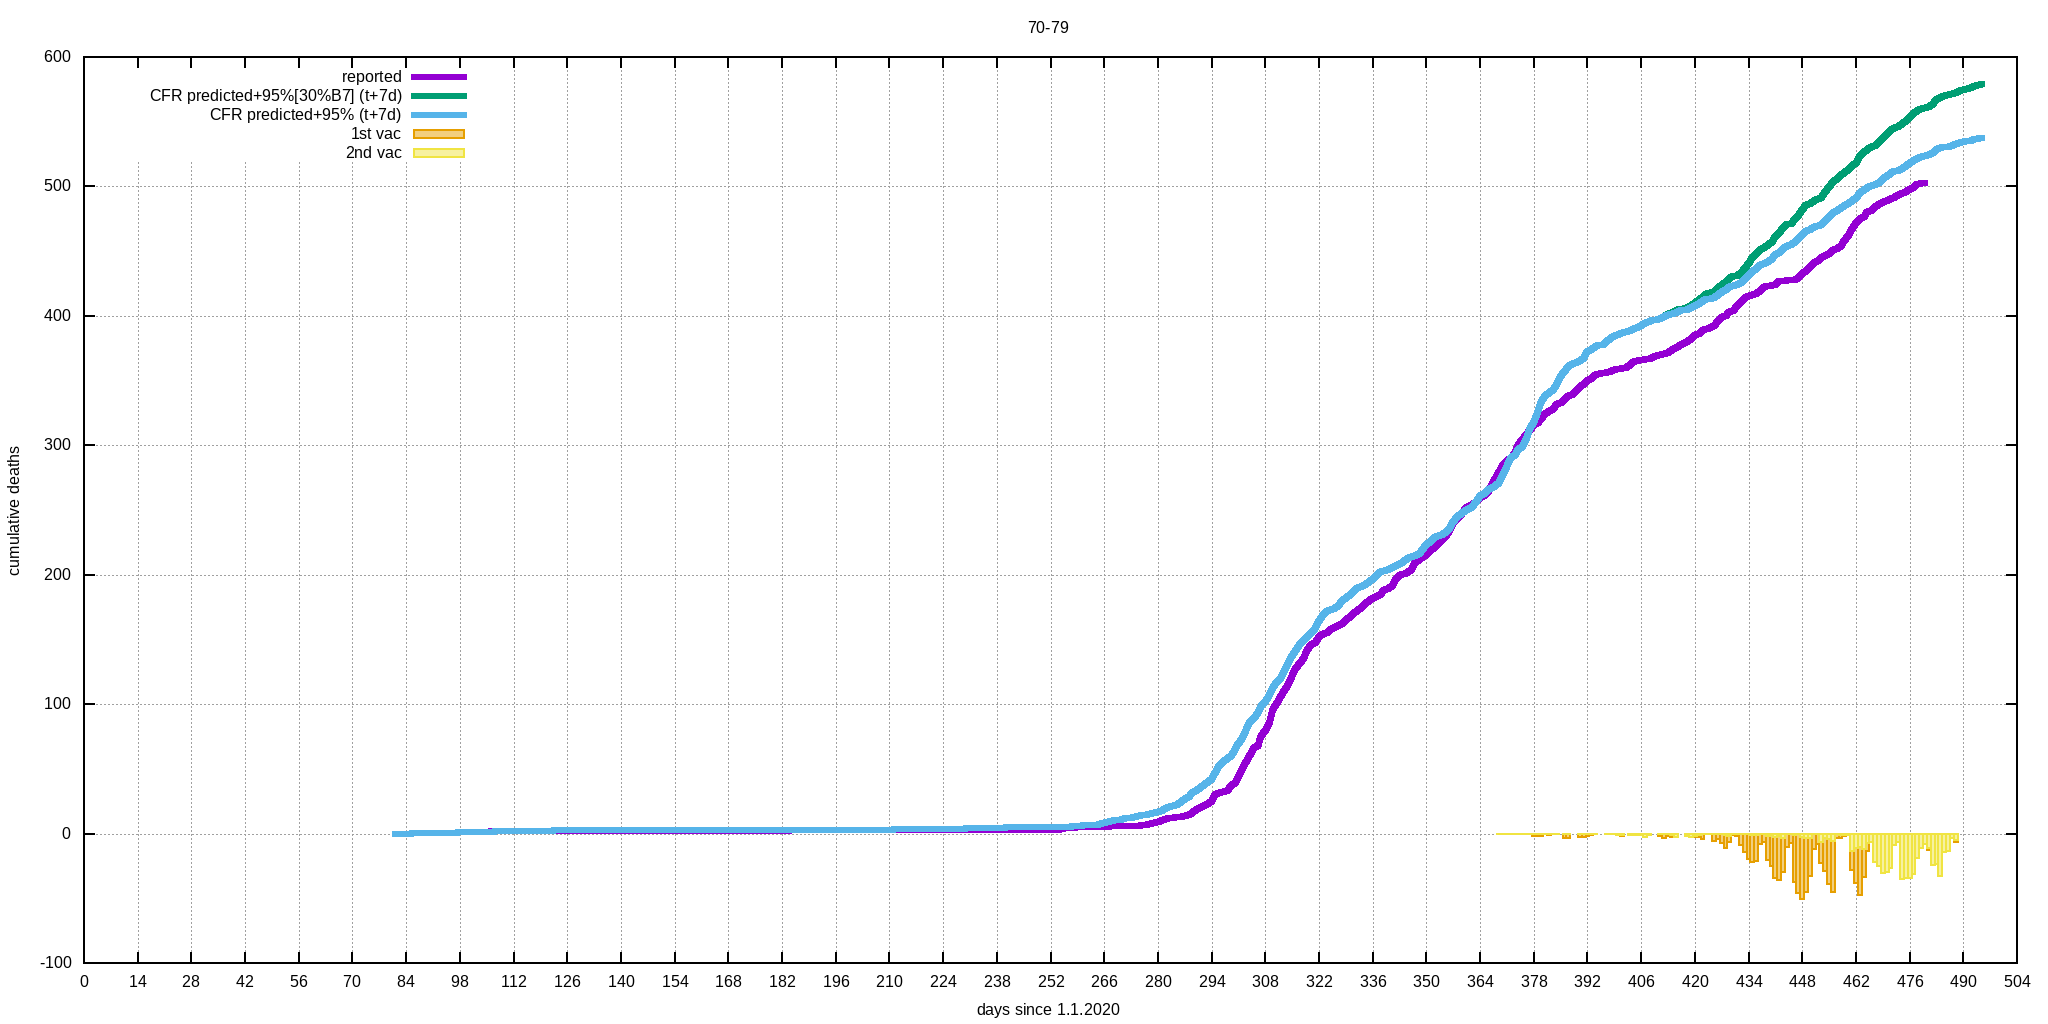 70-79
600
500
400
300
200
100
0
-100
reported
CFR predicted+95%[30%B7] (t+7d)
CFR predicted+95% (t+7d)
1st vac
2nd vac
cumulative deaths
0 14 28 42 56 70 84 98 112 126 140 154 168 182 196 210 224 238 252 266 280 294 308 322 336 350 364 378 392 406 420 434 448 462 476 490 504
days since 1.1.2020